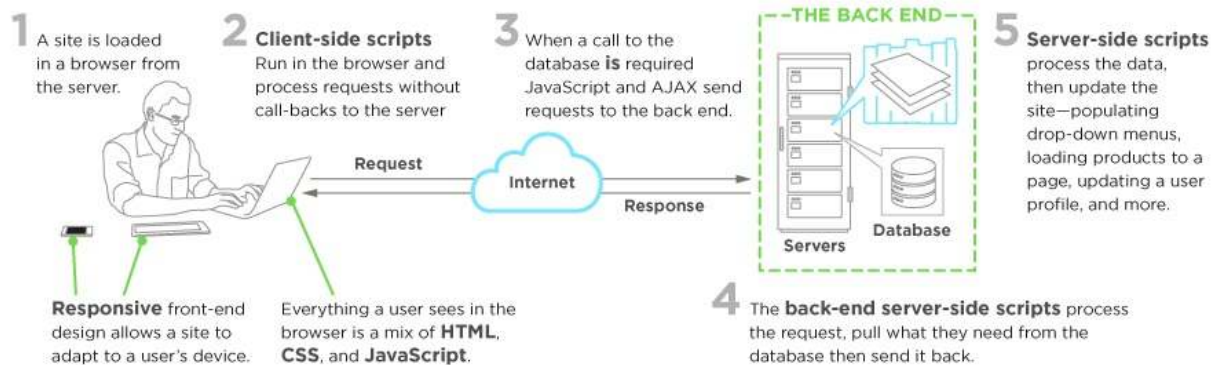 1
A site is loaded
in a browser from
the server.
2
Client-side scripts
Run in the browser and
process requests without
call-backs to the server
3
When a call to the
database is required
JavaScript and AJAX send
requests to the back end.
THE BACK END
5
Server-side scripts
process the data,
then update the
site—populating
drop-down menus,
loading products to a
page, updating a user
profile, and more.
Request
Internet
Response
Servers
Database
Responsive front-end
design allows a site to
adapt to a user's device.
Everything a user sees in the
browser is a mix of HTML,
CSS, and JavaScript.
4
The back-end server-side scripts process
the request, pull what they need from the
database then send it back.